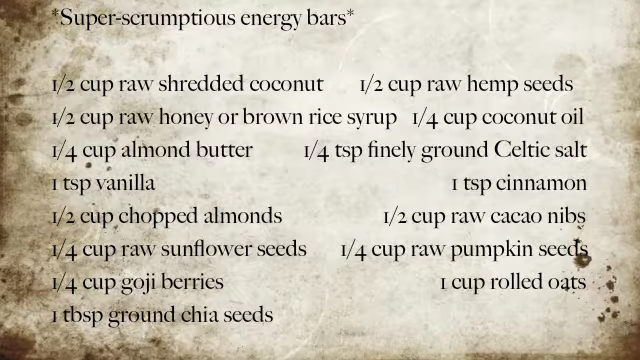 *Super-scrumptious energy bars*
1/2 cup raw shredded coconut 1/2 cup raw hemp seeds
1/2 cup raw honey or brown rice syrup 1/4 cup coconut oil
1/4 cup almond butter 1/4 tsp finely ground Celtic salt
1 tsp vanilla 1 tsp cinnamon
1/2 cup chopped almonds 1/2 cup raw cacao nibs
1/4 cup raw sunflower seeds 1/4 cup raw pumpkin seeds
1/4 cup goji berries 1 cup rolled oats
1 tbsp ground chia seeds